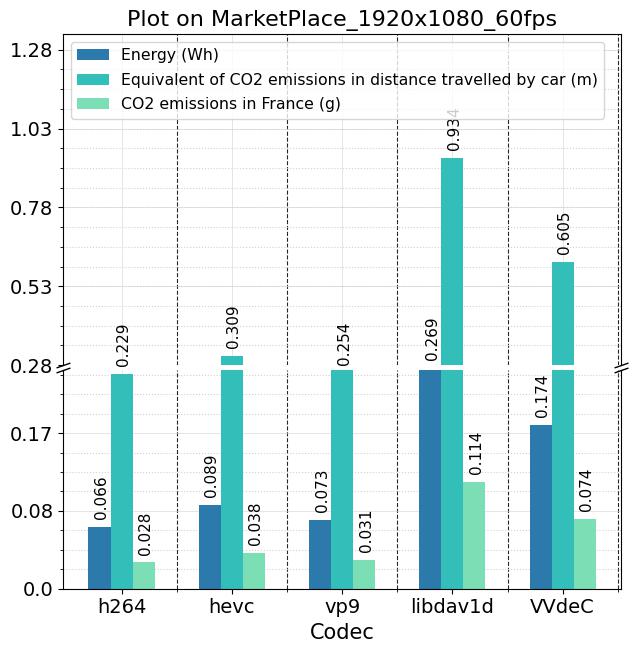 Plot on MarketPlace_1920x1080_60fps
Energy (Wh)
Equivalent of CO2 emissions in distance travelled by car (m)
CO2 emissions in France (g)
1.28
1.03
0.78
0.53
0.28
0.17
0.08
0.0
0.066
0.229
0.028
0.089
0.309
0.038
0.073
0.254
0.031
0.269
0.934
0.114
0.174
0.605
0.074
h264
hevc
vp9
libdav1d
VVdeC
Codec